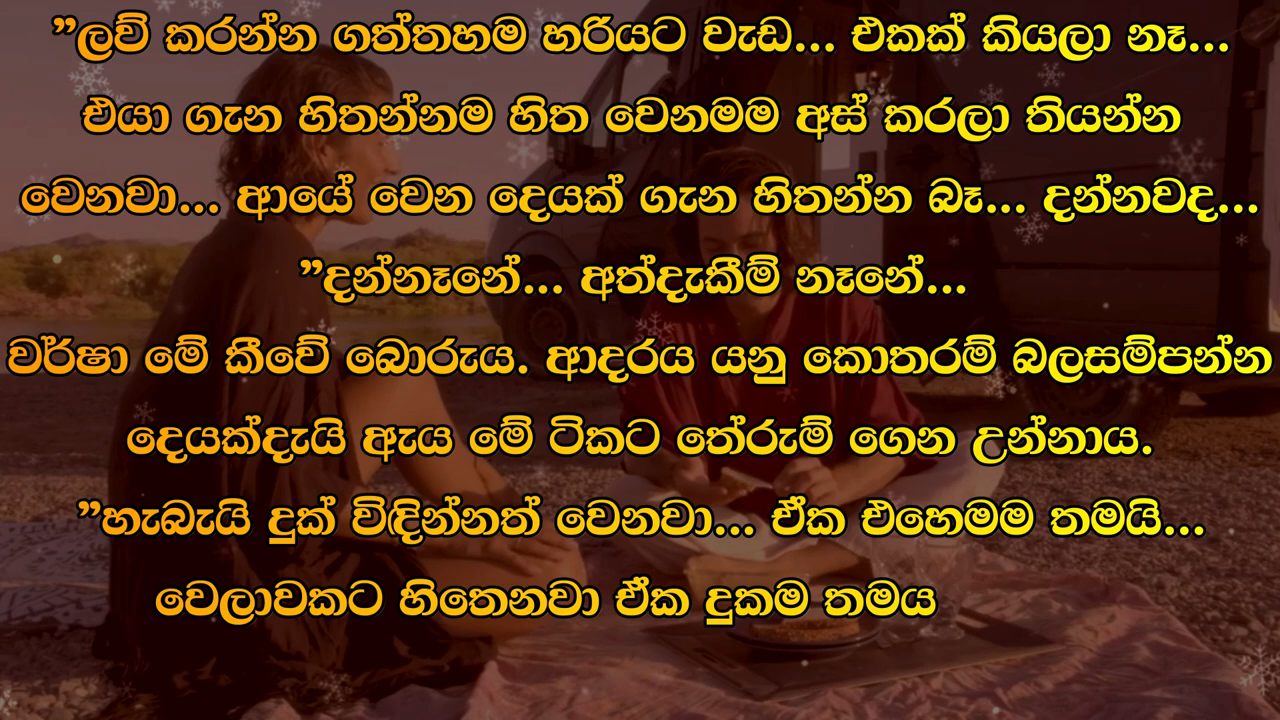 ”ලව් කරන්න ගත්තහම හරියට වැඩ... එකක් කියලා නෑ...
එයා ගැන හිතන්නම හිත වෙනමම අස් කරලා තියන්න
වෙනවා... ආයේ වෙන දෙයක් ගැන හිතන්න බෑ... දන්නවද...
”දන්නෑනේ... අත්දැකීම් නෑනේ...
වර්ෂා මේ කීවේ බොරුය. ආදරය යනු කොතරම් බලසම්පන්න
දෙයක්දැයි ඇය මේ ටිකට තේරුම් ගෙන උන්නාය.
”හැබැයි දුක් විඳින්නත් වෙනවා... ඒක එහෙමම තමයි...
වෙලාවකට හිතෙනවා ඒක දුකම තමය